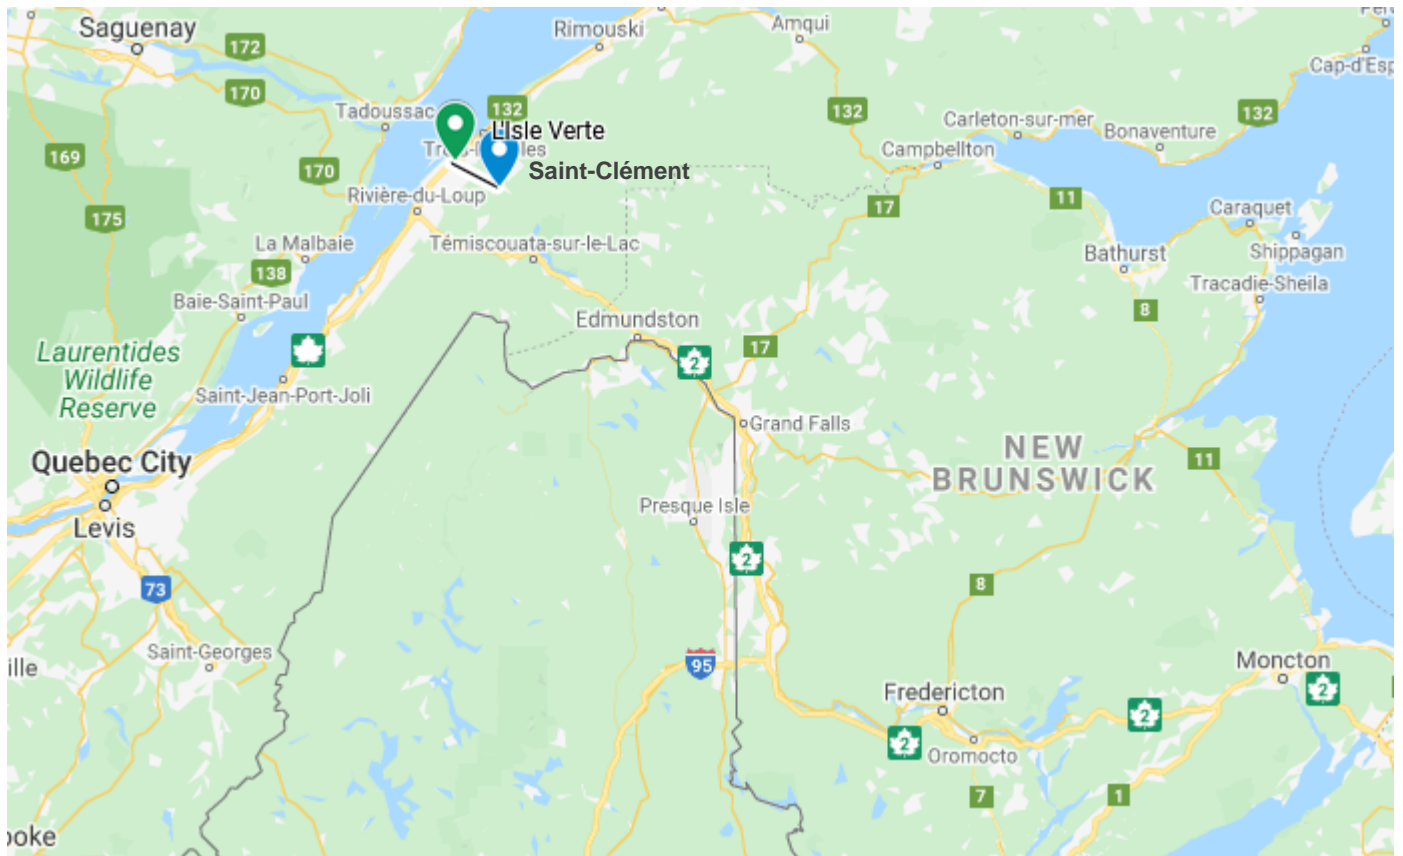 Saguenay
Rimouski
Amqui
172
Cap-d'Esp
170
Tadoussac
132
132
132
Carleton-sur-mer
L'Isle Verte
Bonaventure
169
Campbellton
170
Saint-Clément
Rivière-du-Loup
11
17
175
Caraquet
La Malbaie
Témiscouata-sur-le-Lac
Bathurst
Shippagan
138
Tracadie-Sheila
Baie-Saint-Paul
8
Edmundston
17
Laurentides
Wildlife
Reserve
2
Saint-Jean-Port-Joli
Grand Falls
NEW
BRUNSWICK
Quebec City
11
Presque Isle
Levis
2
73
8
Saint-Georges
95
ille
Moncton
Fredericton
2
2
2
Oromocto
7
1
ooke